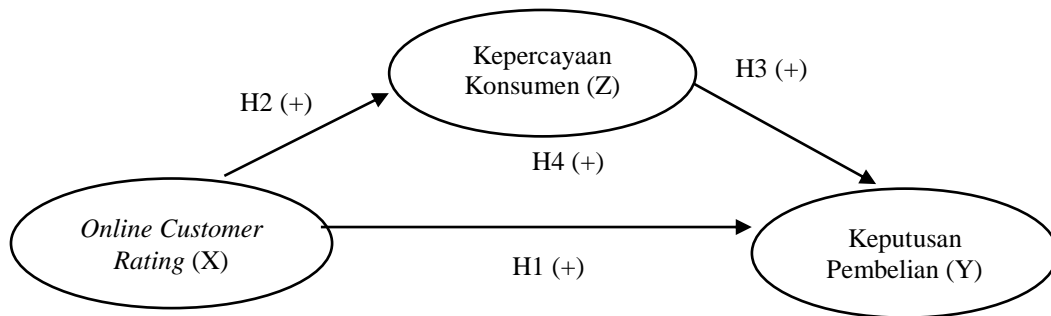 Kepercayaan
Konsumen (Z)
H3 (+)
H2 (+)
H4 (+)
Online Customer
Rating (X)
Keputusan
Pembelian (Y)
H1 (+)